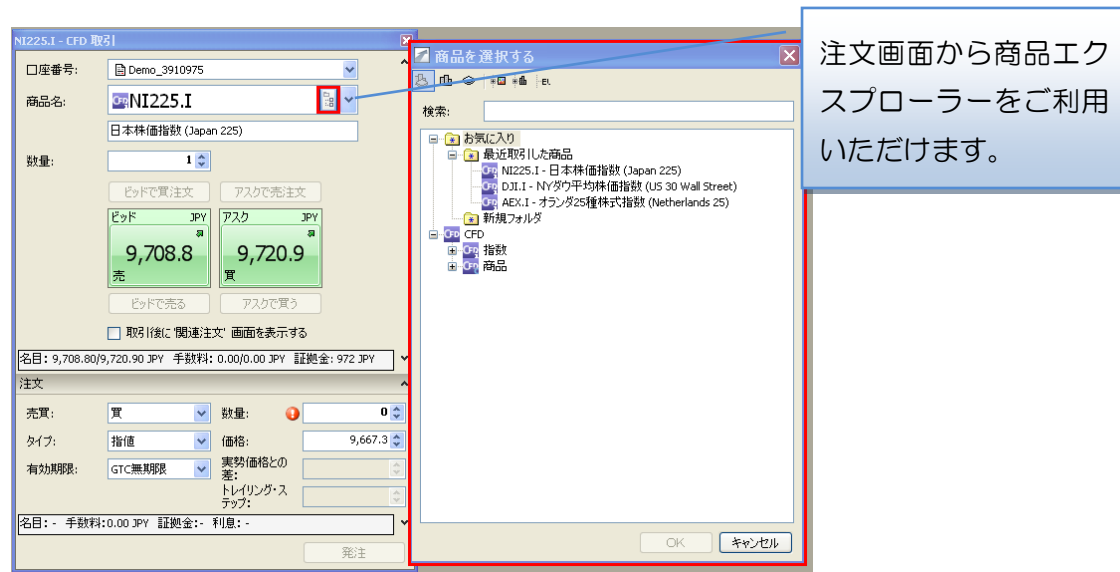 NI225.I - CFD 取引
口座番号: Demo_3910975
商品名: CFD NI225.I
日本株価指数 (Japan 225)
数量: 1
ビッドで買注文 アスクで売注文
ビッド JPY アスク JPY
9,708.8 9,720.9
売 買
ビッドで売る アスクで買う
取引後に '関連注文' 画面を表示する
名目: 9,708.80/9,720.90 JPY 手数料: 0.00/0.00 JPY 証拠金: 972 JPY
注文
売買: 買 数量: 0
タイプ: 指値 価格: 9,667.3
有効期限: GTC無期限 実勢価格との
差:
トレイリング・ス
テップ:
名目: - 手数料:0.00 JPY 証拠金:- 利息: -
発注
商品を選択する
検索:
お気に入り
最近取引した商品
CFD NI225.I - 日本株価指数 (Japan 225)
CFD DJI.I - NYダウ平均株価指数 (US 30 Wall Street)
CFD AEX.I - オランダ25種株式指数 (Netherlands 25)
新規フォルダ
CFD CFD
CFD 指数
CFD 商品
OK キャンセル
注文画面から商品エク
スプローラーをご利用
いただけます。